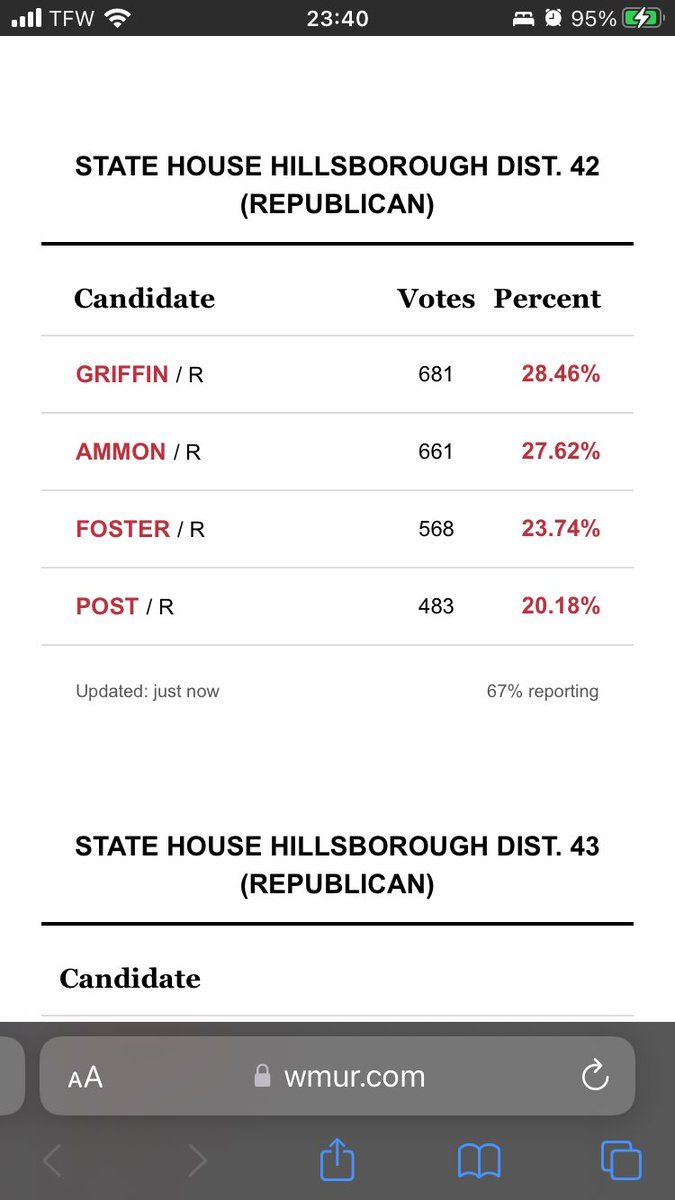 TFW 23:40 95%
STATE HOUSE HILLSBOROUGH DIST. 42
(REPUBLICAN)
Candidate Votes Percent
GRIFFIN / R 681 28.46%
AMMON / R 661 27.62%
FOSTER / R 568 23.74%
POST / R 483 20.18%
Updated: just now 67% reporting
STATE HOUSE HILLSBOROUGH DIST. 43
(REPUBLICAN)
Candidate
AA wmur.com